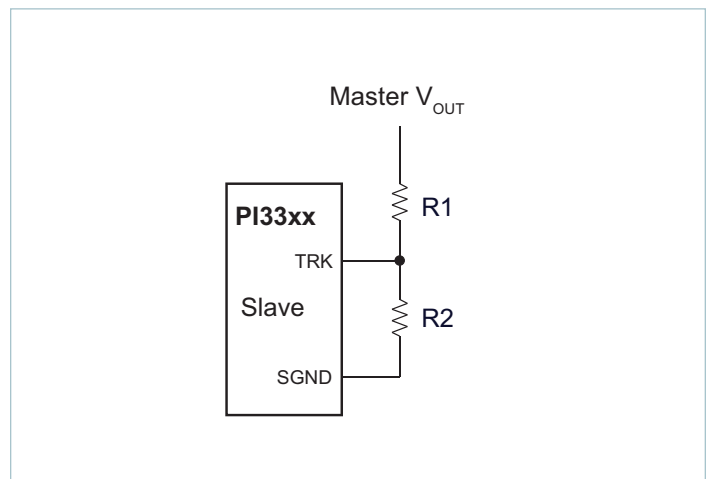 Master VOUT
R1
PI33xx
TRK
Slave
R2
SGND